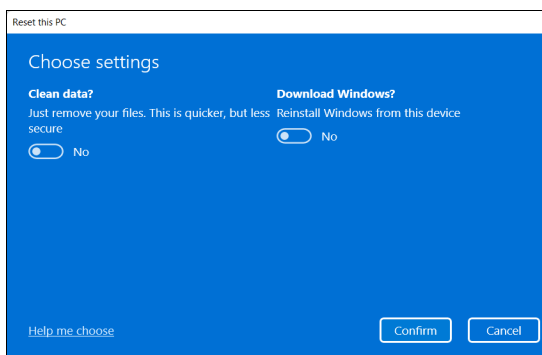 Reset this PC
Choose settings
Clean data?
Just remove your files. This is quicker, but less
secure
No
Download Windows?
Reinstall Windows from this device
No
Help me choose
Confirm
Cancel